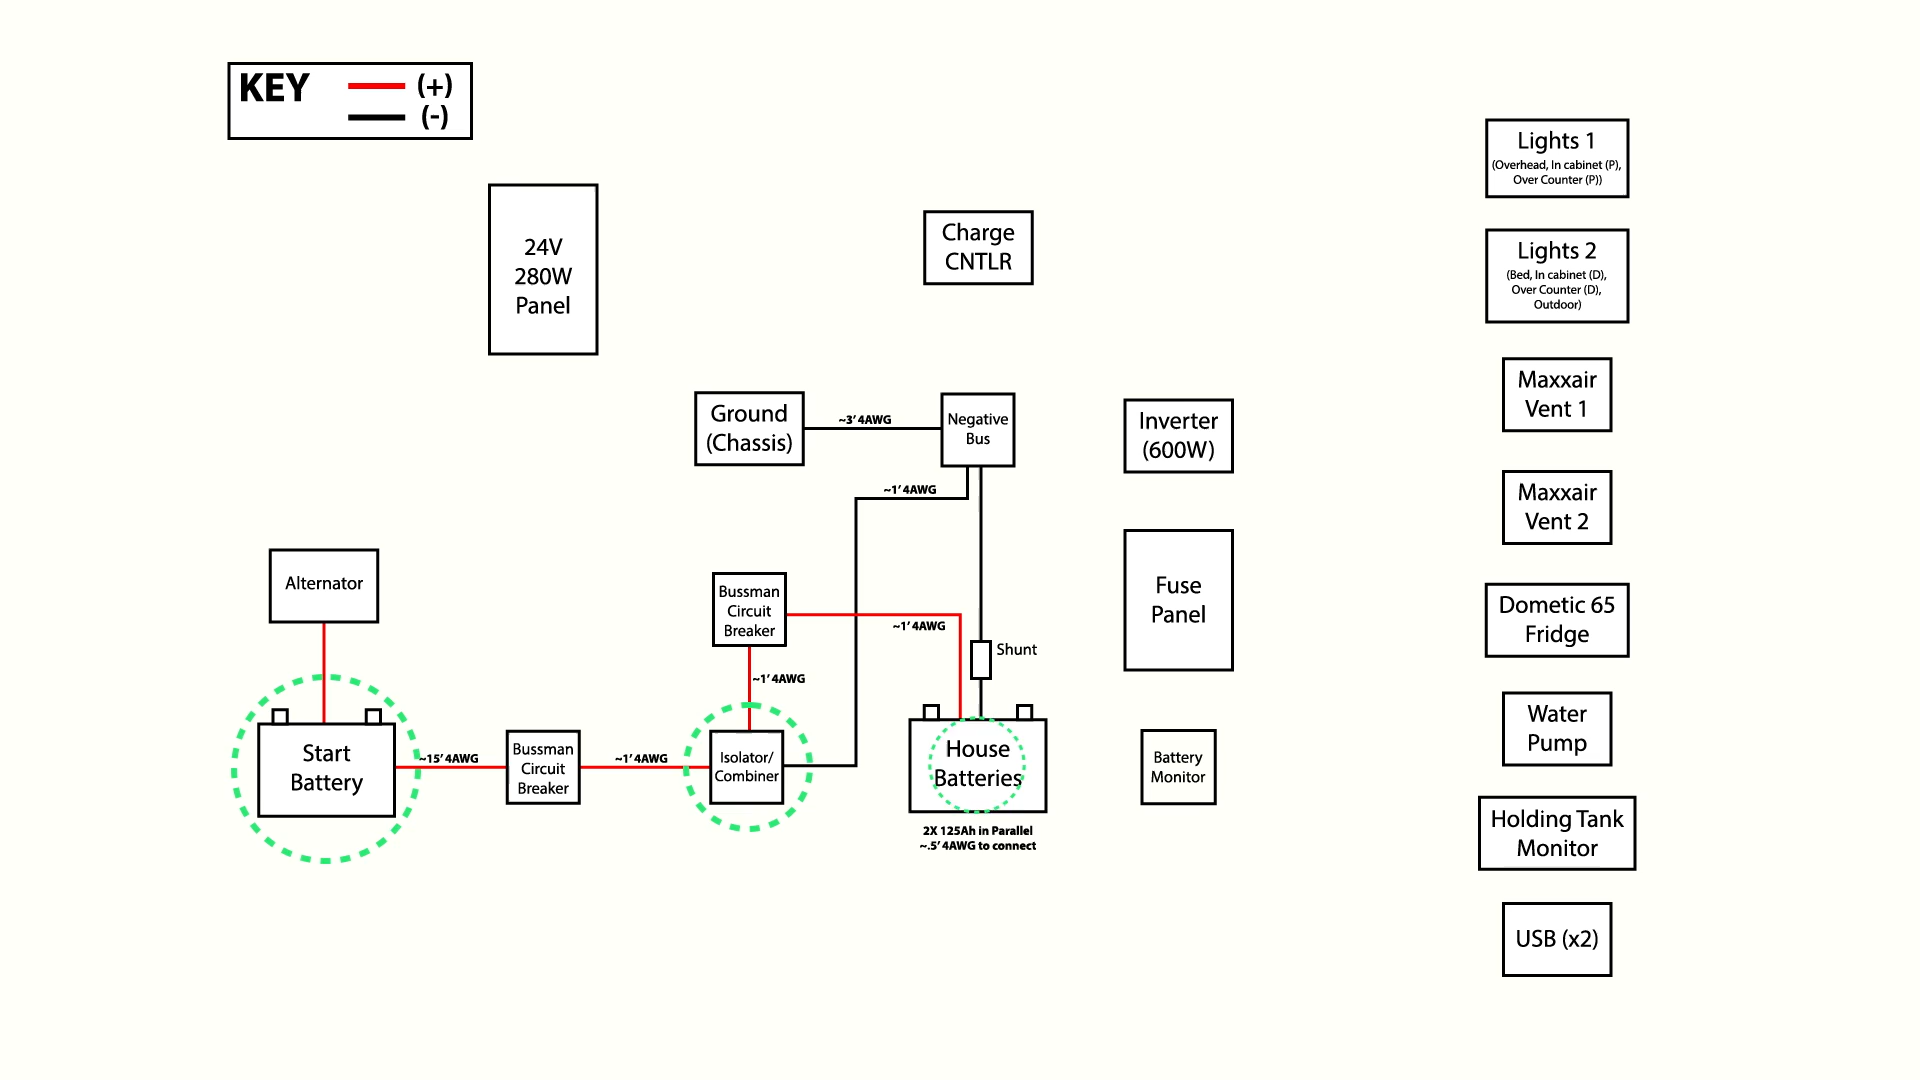 KEY
(+)
(-)
24V
280W
Panel
Charge
CNTLR
Ground
(Chassis)
~3' 4AWG
Negative
Bus
~1' 4AWG
Inverter
(600W)
Alternator
Bussman
Circuit
Breaker
~1' 4AWG
~1' 4AWG
Shunt
Fuse
Panel
Start
Battery
~15' 4AWG
Bussman
Circuit
Breaker
~1' 4AWG
Isolator/
Combiner
House
Batteries
2X 125Ah in Parallel
~.5' 4AWG to connect
Battery
Monitor
Lights 1
(Overhead, In cabinet (P),
Over Counter (P))
Lights 2
(Bed, In cabinet (D),
Over Counter (D),
Outdoor)
Maxxair
Vent 1
Maxxair
Vent 2
Dometic 65
Fridge
Water
Pump
Holding Tank
Monitor
USB (x2)